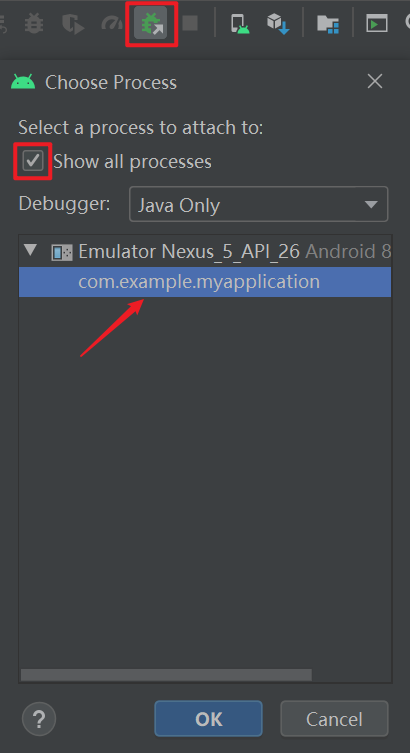 Choose Process
Select a process to attach to:
Show all processes
Debugger: Java Only
Emulator Nexus_5_API_26 Android 8
com.example.myapplication
? OK Cancel